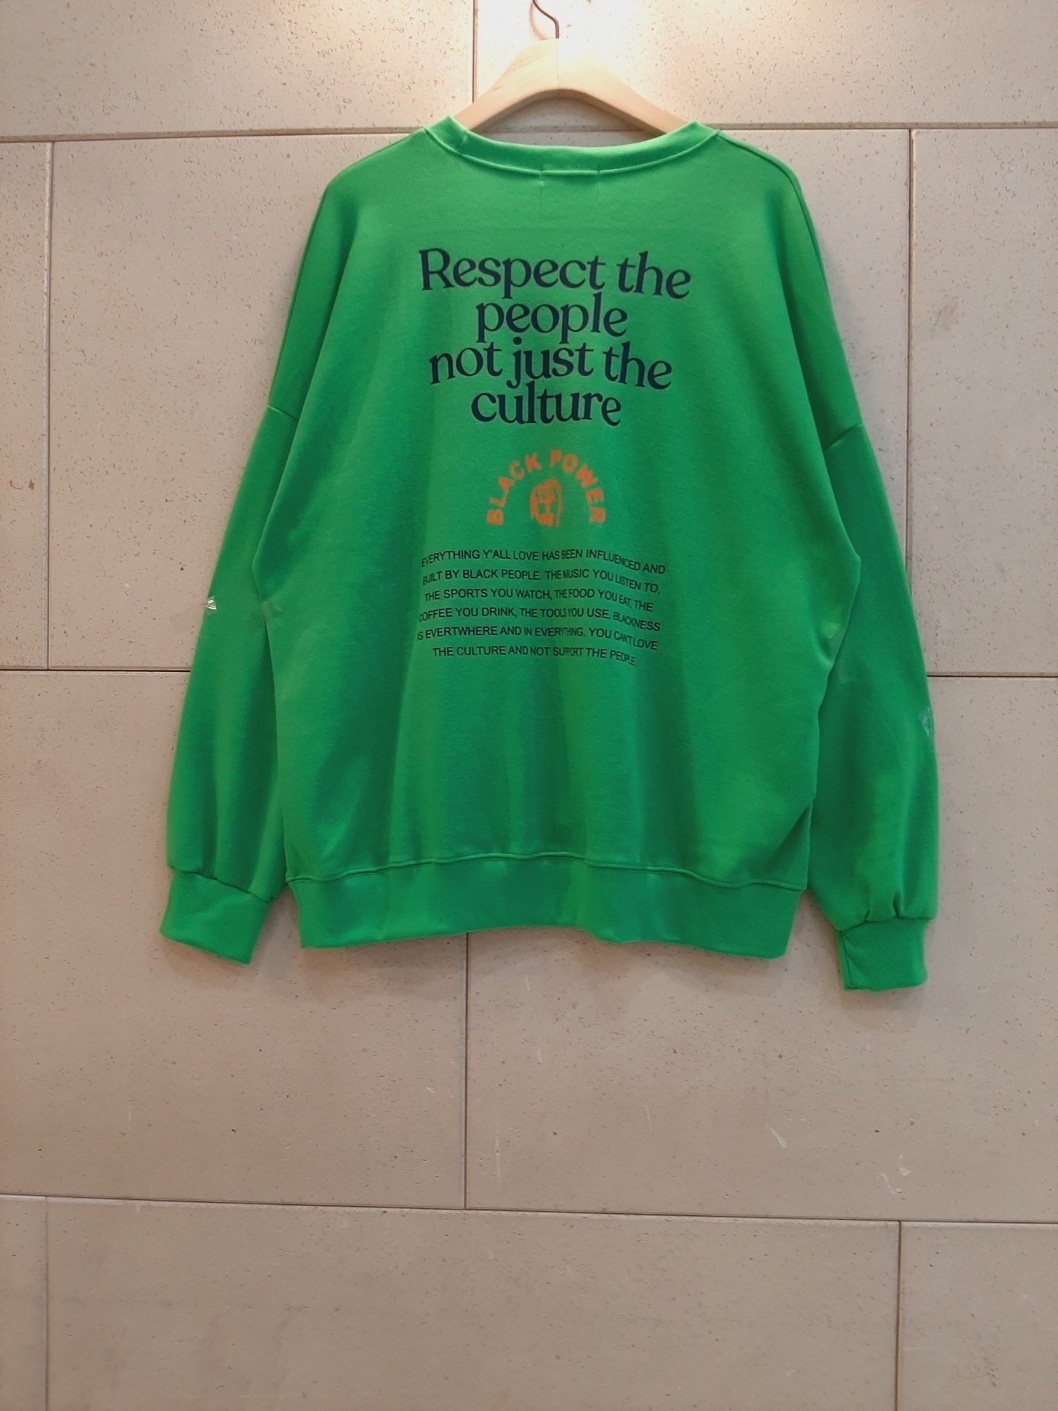 Respect the
people
not just the
culture
BLACK POWER
EVERYTHING Y'ALL LOVE HAS BEEN INFLUENCED AND
BUILT BY BLACK PEOPLE. THE MUSIC YOU LISTEN TO,
THE SPORTS YOU WATCH, THE FOOD YOU EAT, THE
COFFEE YOU DRINK, THE TOOLS YOU USE. BLACKNESS
IS EVERTWHERE AND IN EVERYTHING. YOU CAN'T LOVE
THE CULTURE AND NOT SUPPORT THE PEOPLE.